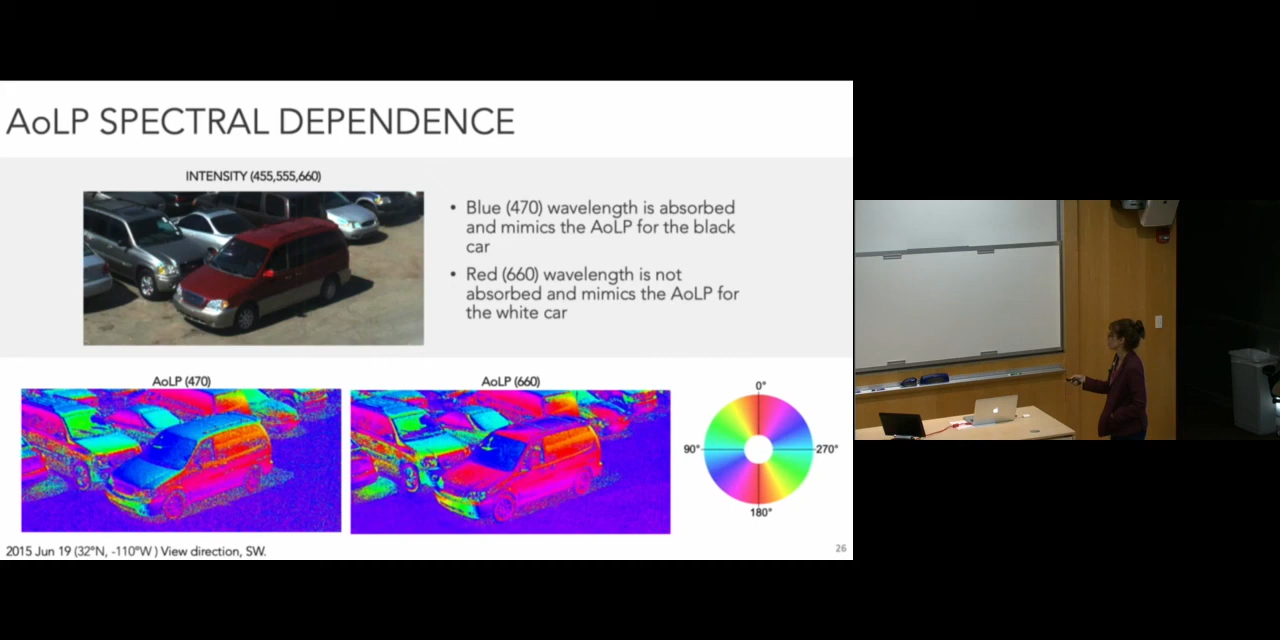 AoLP SPECTRAL DEPENDENCE
INTENSITY (455,555,660)
• Blue (470) wavelength is absorbed
and mimics the AoLP for the black
car
• Red (660) wavelength is not
absorbed and mimics the AoLP for
the white car
AoLP (470)
AoLP (660)
0°
90°
270°
180°
2015 Jun 19 (32°N, -110°W ) View direction, SW.
26